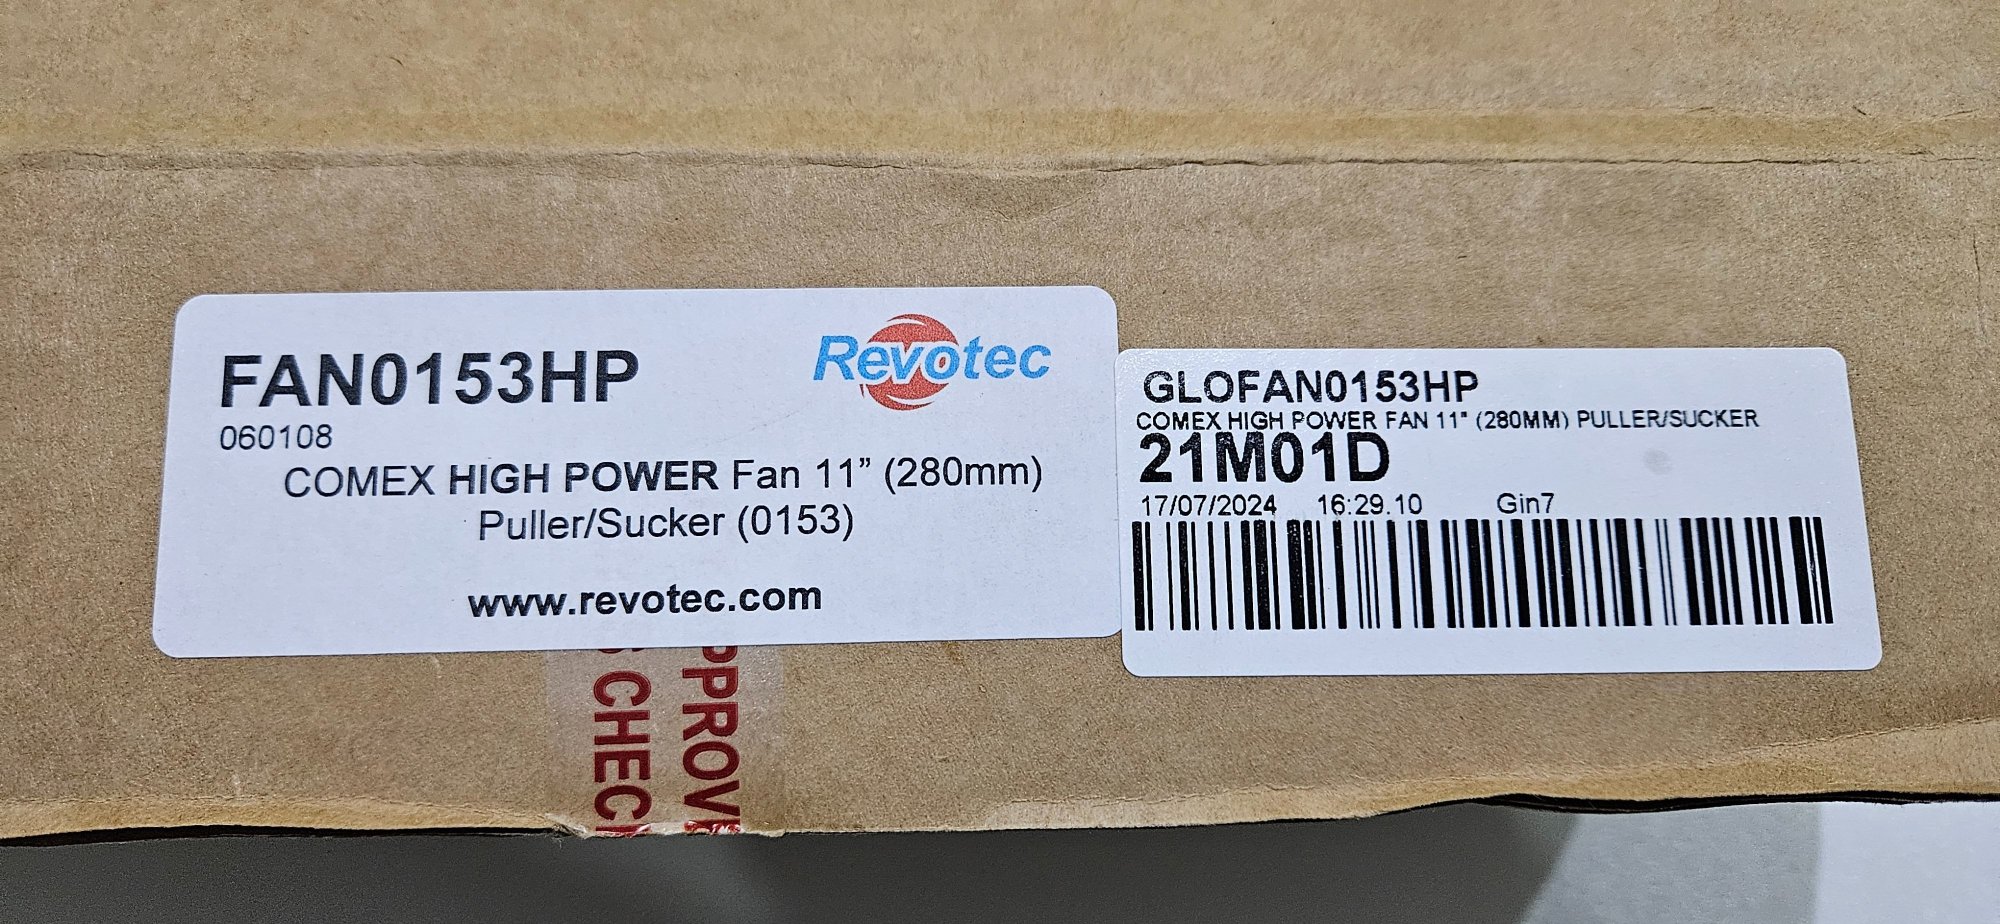 FAN0153HP
Revotec
060108
COMEX HIGH POWER Fan 11” (280mm)
Puller/Sucker (0153)
www.revotec.com
GLOFAN0153HP
COMEX HIGH POWER FAN 11" (280MM) PULLER/SUCKER
21M01D
17/07/2024 16:29.10 Gin7